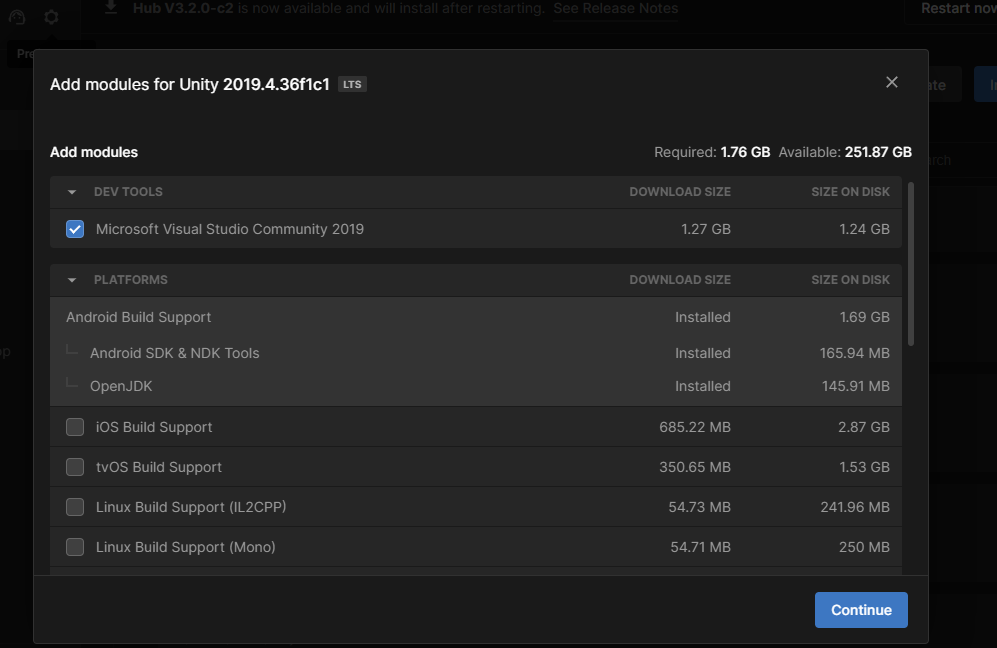 Hub V3.2.0-c2 is now available and will install after restarting. See Release Notes
Restart now
Pre
Add modules for Unity 2019.4.36f1c1 LTS
Add modules
Required: 1.76 GB Available: 251.87 GB
DEV TOOLS DOWNLOAD SIZE SIZE ON DISK
Microsoft Visual Studio Community 2019 1.27 GB 1.24 GB
PLATFORMS DOWNLOAD SIZE SIZE ON DISK
Android Build Support Installed 1.69 GB
Android SDK & NDK Tools Installed 165.94 MB
OpenJDK Installed 145.91 MB
iOS Build Support 685.22 MB 2.87 GB
tvOS Build Support 350.65 MB 1.53 GB
Linux Build Support (IL2CPP) 54.73 MB 241.96 MB
Linux Build Support (Mono) 54.71 MB 250 MB
Continue